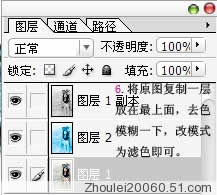 图层 通道 路径
正常 不透明度: 100%
锁定: 填充: 100%
6. 将原图复制一层
图层 1 副本
放在最上面，去色
图层 2
模糊一下，改模式
为滤色即可。
图层 1
Zhoulei20060.51.com